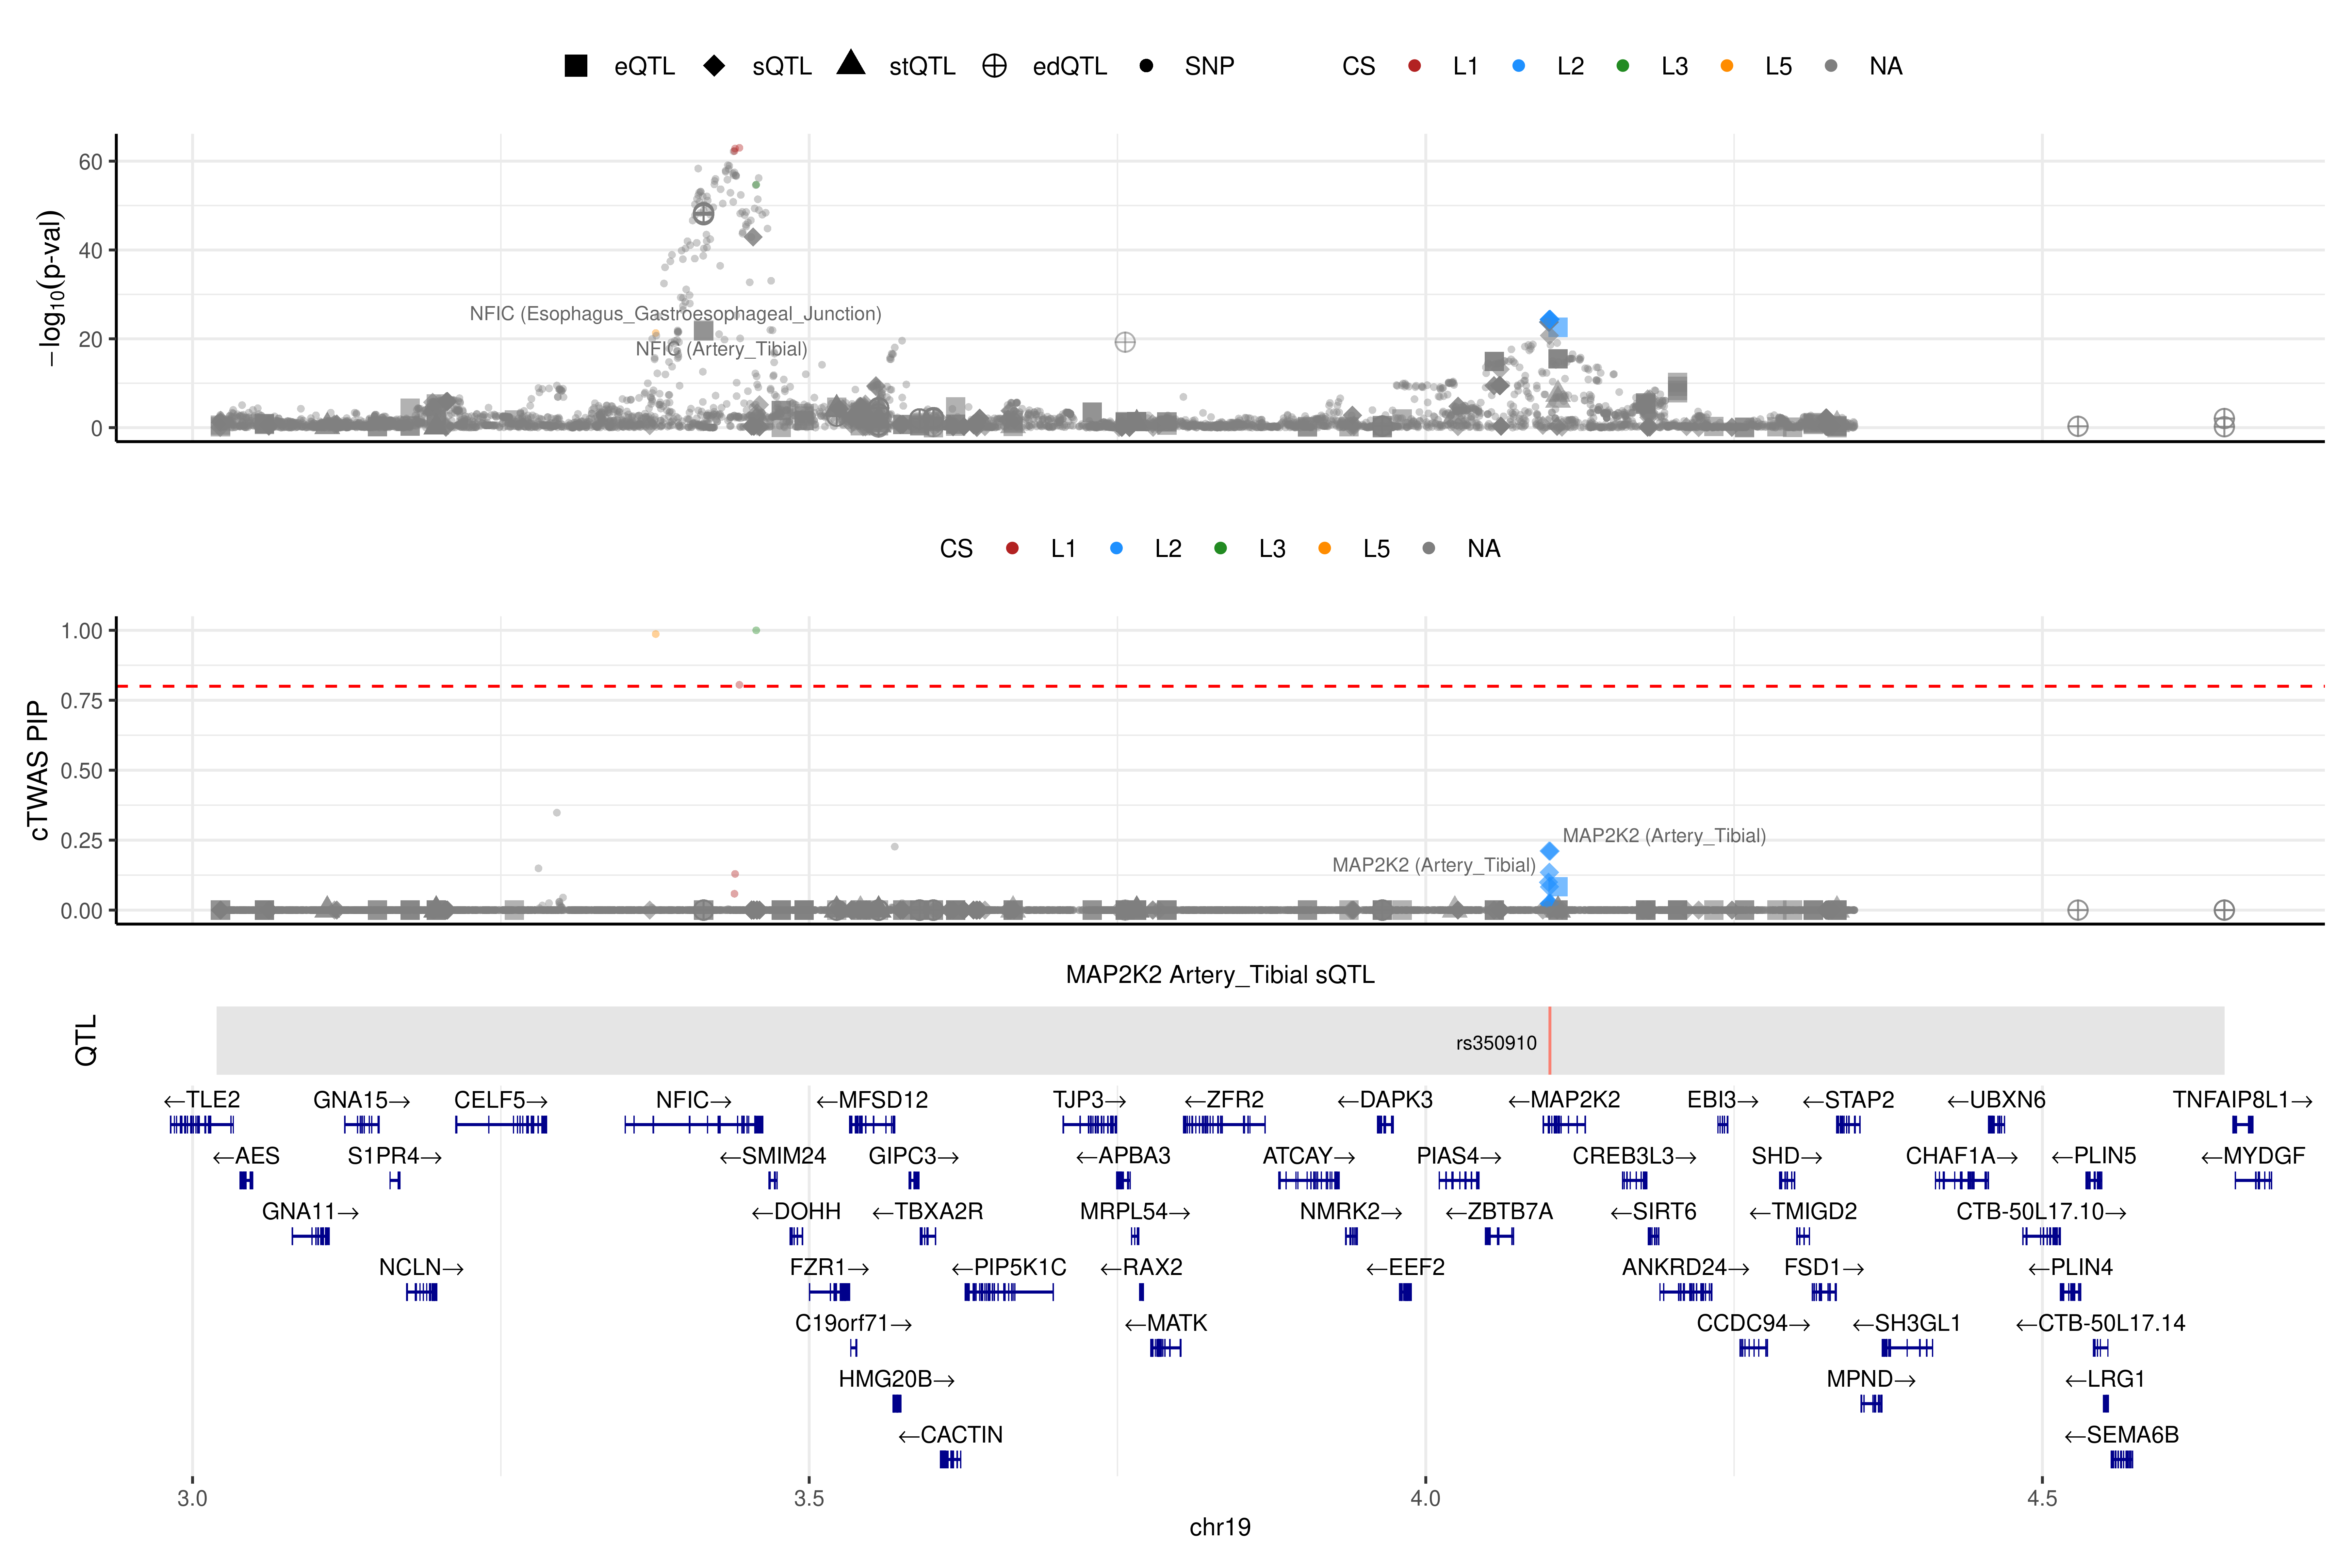 eQTL sQTL stQTL edQTL SNP CS L1 L2 L3 L5 NA
−log10(p-val)
60
40
20
0
NFIC (Esophagus_Gastroesophageal_Junction)
NFIC (Artery_Tibial)
CS L1 L2 L3 L5 NA
cTWAS PIP
1.00
0.75
0.50
0.25
0.00
MAP2K2 (Artery_Tibial)
MAP2K2 (Artery_Tibial)
MAP2K2 Artery_Tibial sQTL
QTL
rs350910
←TLE2 GNA15→ CELF5→ NFIC→ ←MFSD12 TJP3→ ←ZFR2 ←DAPK3 ←MAP2K2 EBI3→ ←STAP2 ←UBXN6 TNFAIP8L1→
←AES S1PR4→ ←SMIM24 GIPC3→ ←APBA3 ATCAY→ PIAS4→ CREB3L3→ SHD→ CHAF1A→ ←PLIN5 ←MYDGF
GNA11→ ←DOHH ←TBXA2R MRPL54→ NMRK2→ ←ZBTB7A ←SIRT6 ←TMIGD2 CTB-50L17.10→
NCLN→ FZR1→ ←PIP5K1C ←RAX2 ←EEF2 ANKRD24→ FSD1→ ←PLIN4
C19orf71→ ←MATK CCDC94→ ←SH3GL1 ←CTB-50L17.14
HMG20B→ MPND→ ←LRG1
←CACTIN ←SEMA6B
3.0 3.5 4.0 4.5
chr19